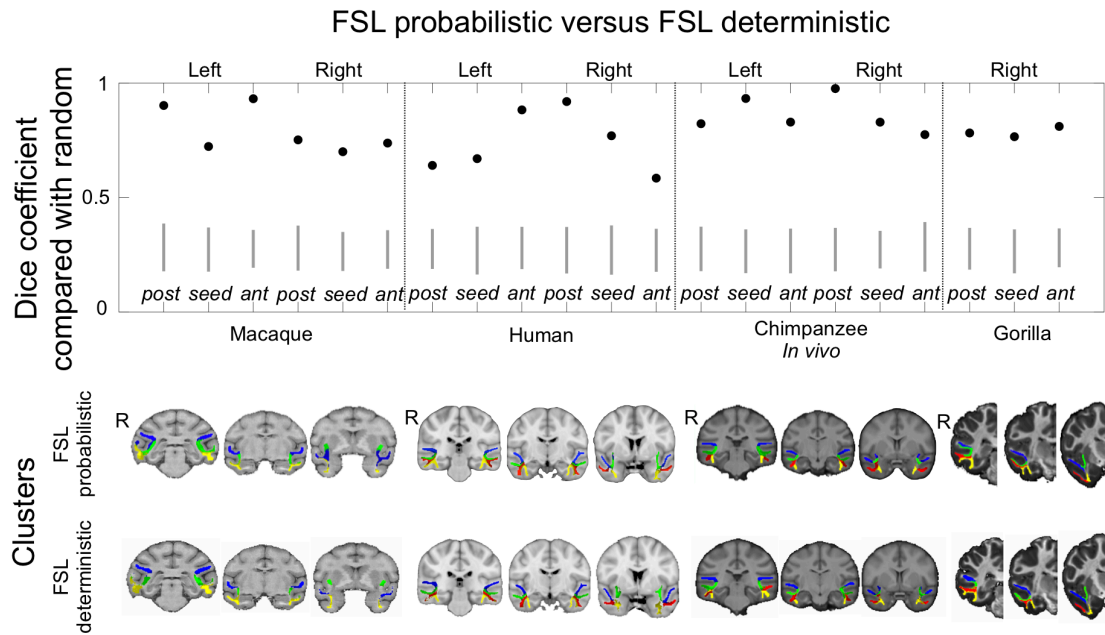 FSL probabilistic versus FSL deterministic
Dice coefficient
compared with random
Left Right Left Right Left Right Right
1
0.5
0
post seed ant post seed ant post seed ant post seed ant post seed ant post seed ant post seed ant
Macaque Human Chimpanzee Gorilla
In vivo
Clusters
FSL
probabilistic
R R R R
FSL
deterministic